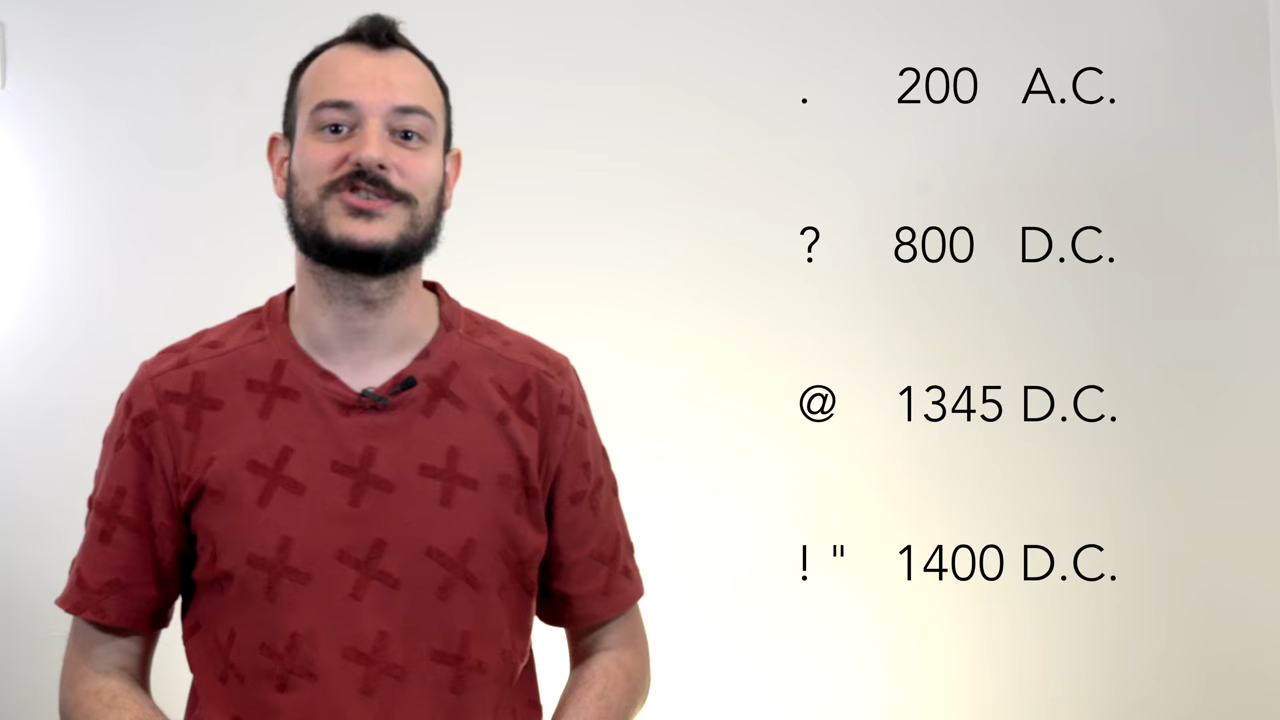 . 200 A.C.
? 800 D.C.
@ 1345 D.C.
! " 1400 D.C.